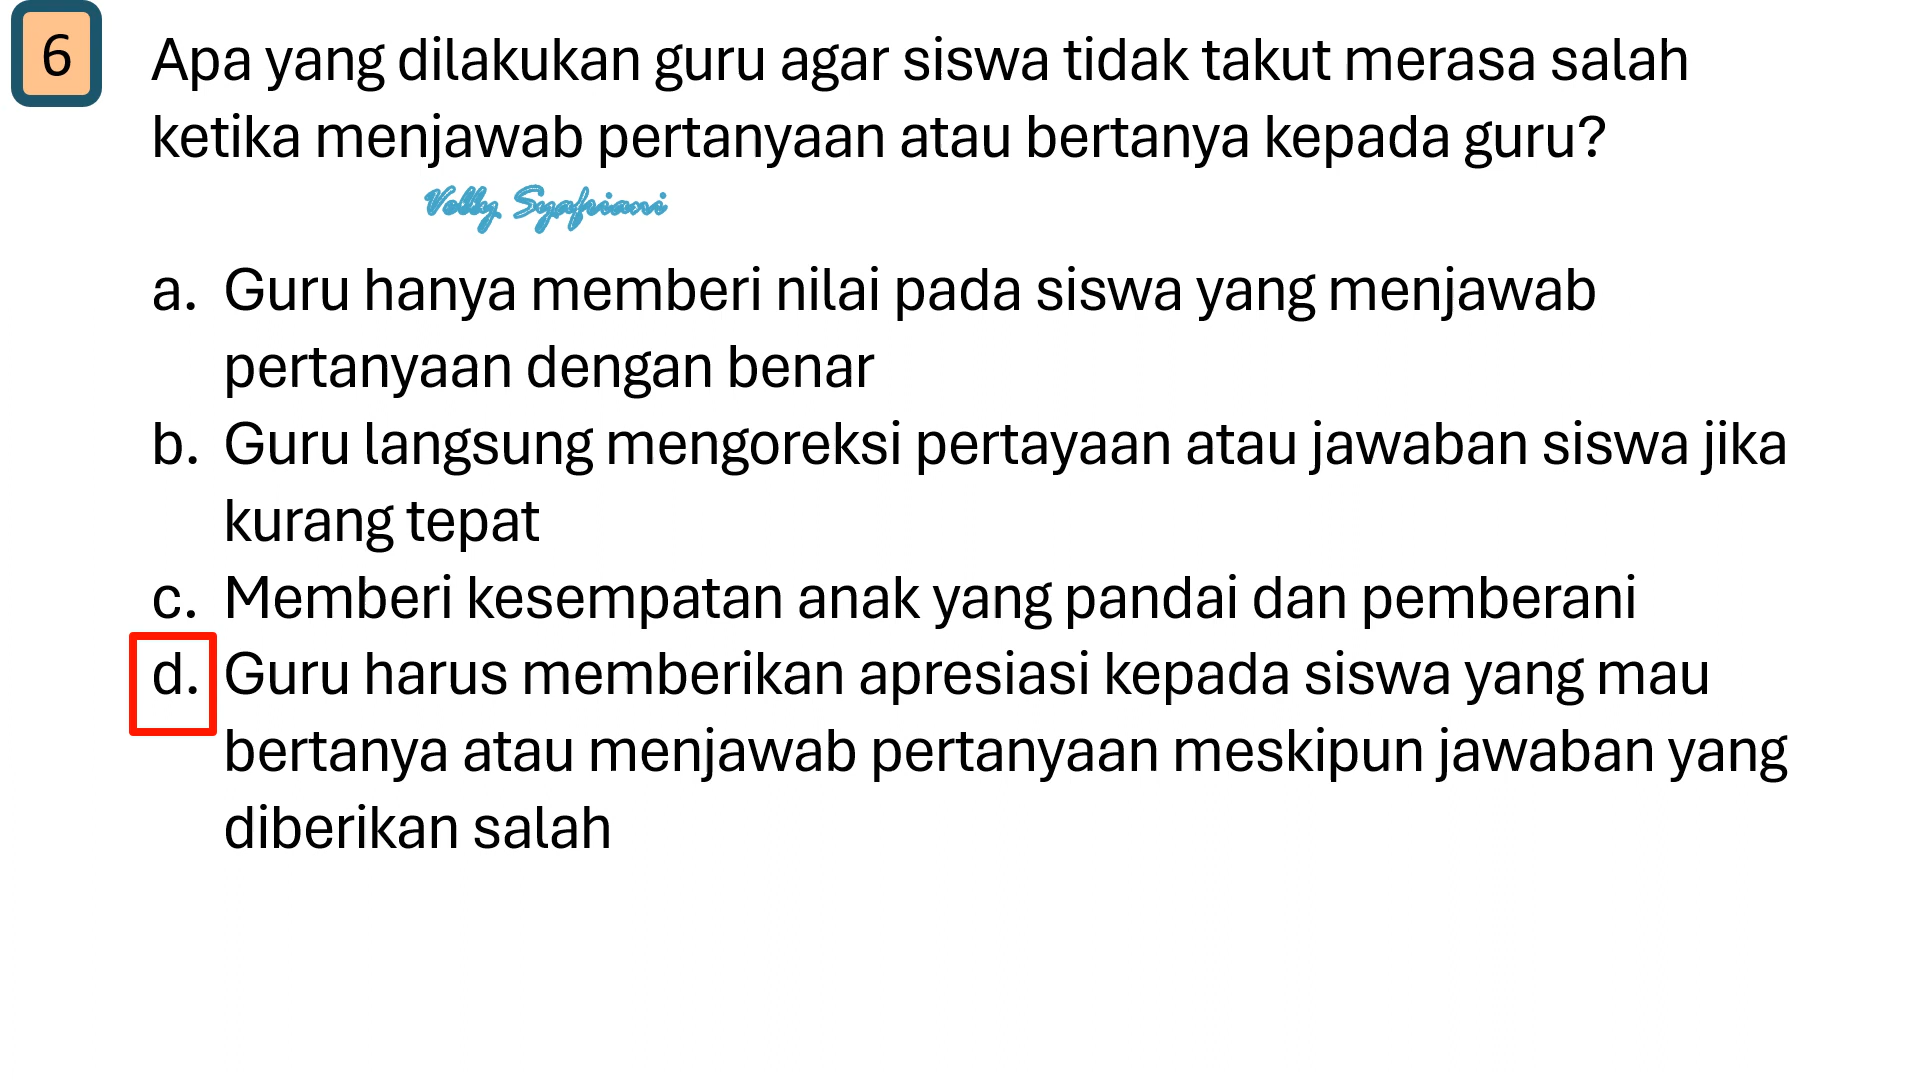 6
Apa yang dilakukan guru agar siswa tidak takut merasa salah
ketika menjawab pertanyaan atau bertanya kepada guru?
Velly Syafriani
a. Guru hanya memberi nilai pada siswa yang menjawab
pertanyaan dengan benar
b. Guru langsung mengoreksi pertayaan atau jawaban siswa jika
kurang tepat
c. Memberi kesempatan anak yang pandai dan pemberani
d. Guru harus memberikan apresiasi kepada siswa yang mau
bertanya atau menjawab pertanyaan meskipun jawaban yang
diberikan salah